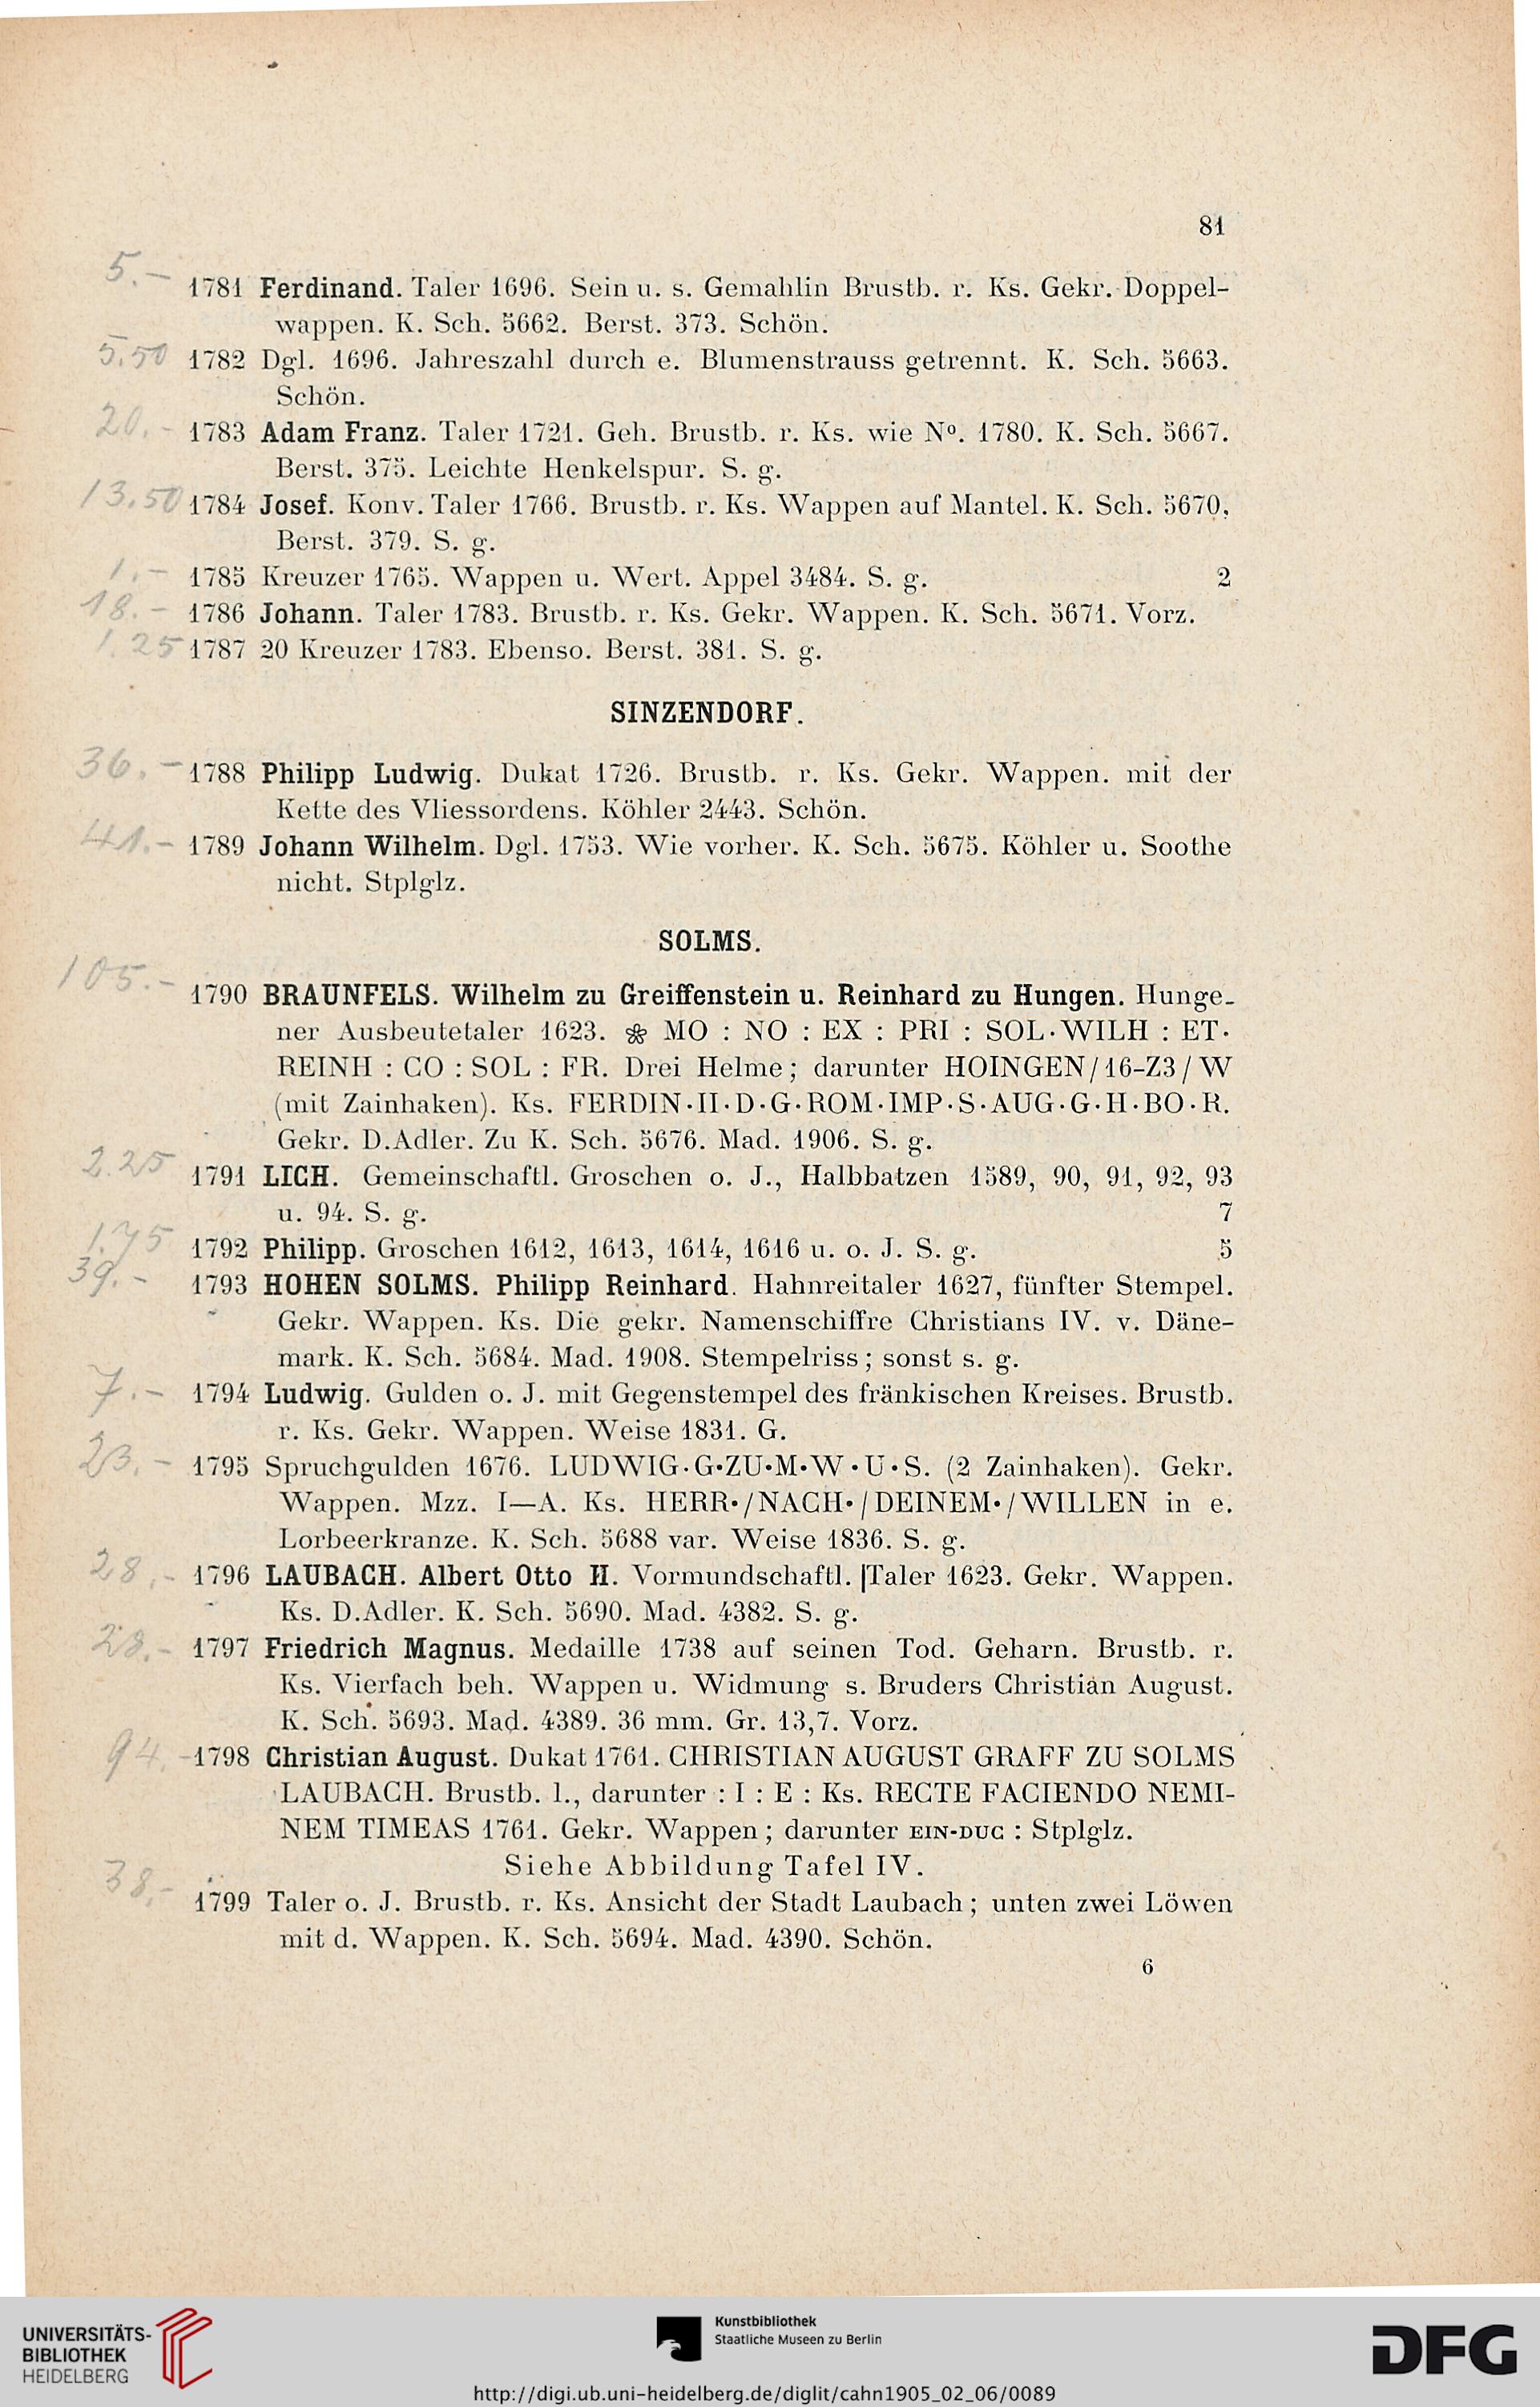 81
5.– 1781 Ferdinand. Taler 1696. Sein u. s. Gemahlin Brustb. r. Ks. Gekr. Doppel-
wappen. K. Sch. 5662. Berst. 373. Schön.
5.50 1782 Dgl. 1696. Jahreszahl durch e. Blumenstrauss getrennt. K. Sch. 5663.
Schön.
20.– 1783 Adam Franz. Taler 1721. Geh. Brustb. r. Ks. wie Nº. 1780. K. Sch. 5667.
Berst. 375. Leichte Henkelspur. S. g.
13.50 1784 Josef. Konv. Taler 1766. Brustb. r. Ks. Wappen auf Mantel. K. Sch. 5670,
Berst. 379. S. g.
1.– 1785 Kreuzer 1765. Wappen u. Wert. Appel 3484. S. g. 2
18.– 1786 Johann. Taler 1783. Brustb. r. Ks. Gekr. Wappen. K. Sch. 5671. Vorz.
1.25 1787 20 Kreuzer 1783. Ebenso. Berst. 381. S. g.
SINZENDORF.
36.– 1788 Philipp Ludwig. Dukat 1726. Brustb. r. Ks. Gekr. Wappen. mit der
Kette des Vliessordens. Köhler 2443. Schön.
41.– 1789 Johann Wilhelm. Dgl. 1753. Wie vorher. K. Sch. 5675. Köhler u. Soothe
nicht. Stplglz.
SOLMS.
105.– 1790 BRAUNFELS. Wilhelm zu Greiffenstein u. Reinhard zu Hungen. Hunge-
ner Ausbeutetaler 1623. ❀ MO : NO : EX : PRI : SOL·WILH : ET·
REINH : CO : SOL : FR. Drei Helme; darunter HOINGEN/16-Z3/W
(mit Zainhaken). Ks. FERDIN·II·D·G·ROM·IMP·S·AUG·G·H·BO·R.
Gekr. D.Adler. Zu K. Sch. 5676. Mad. 1906. S. g.
2.25 1791 LICH. Gemeinschaftl. Groschen o. J., Halbbatzen 1589, 90, 91, 92, 93
u. 94. S. g. 7
1.75 1792 Philipp. Groschen 1612, 1613, 1614, 1616 u. o. J. S. g. 5
39.– 1793 HOHEN SOLMS. Philipp Reinhard. Hahnreitaler 1627, fünfter Stempel.
Gekr. Wappen. Ks. Die gekr. Namenschiffre Christians IV. v. Däne-
mark. K. Sch. 5684. Mad. 1908. Stempelriss; sonst s. g.
7.– 1794 Ludwig. Gulden o. J. mit Gegenstempel des fränkischen Kreises. Brustb.
r. Ks. Gekr. Wappen. Weise 1831. G.
23.– 1795 Spruchgulden 1676. LUDWIG·G·ZU·M·W·U·S. (2 Zainhaken). Gekr.
Wappen. Mzz. I—A. Ks. HERR·/NACH·/DEINEM·/WILLEN in e.
Lorbeerkranze. K. Sch. 5688 var. Weise 1836. S. g.
28.– 1796 LAUBACH. Albert Otto II. Vormundschaftl. |Taler 1623. Gekr. Wappen.
Ks. D.Adler. K. Sch. 5690. Mad. 4382. S. g.
28.– 1797 Friedrich Magnus. Medaille 1738 auf seinen Tod. Geharn. Brustb. r.
Ks. Vierfach beh. Wappen u. Widmung s. Bruders Christian August.
K. Sch. 5693. Mad. 4389. 36 mm. Gr. 13,7. Vorz.
94.– 1798 Christian August. Dukat 1761. CHRISTIAN AUGUST GRAFF ZU SOLMS
LAUBACH. Brustb. l., darunter : I : E : Ks. RECTE FACIENDO NEMI-
NEM TIMEAS 1761. Gekr. Wappen; darunter EIN-DUC : Stplglz.
Siehe Abbildung Tafel IV.
38.– 1799 Taler o. J. Brustb. r. Ks. Ansicht der Stadt Laubach; unten zwei Löwen
mit d. Wappen. K. Sch. 5694. Mad. 4390. Schön.
6
UNIVERSITÄTS-
BIBLIOTHEK
HEIDELBERG
Kunstbibliothek
Staatliche Museen zu Berlin
DFG
http://digi.ub.uni-heidelberg.de/diglit/cahn1905_02_06/0089